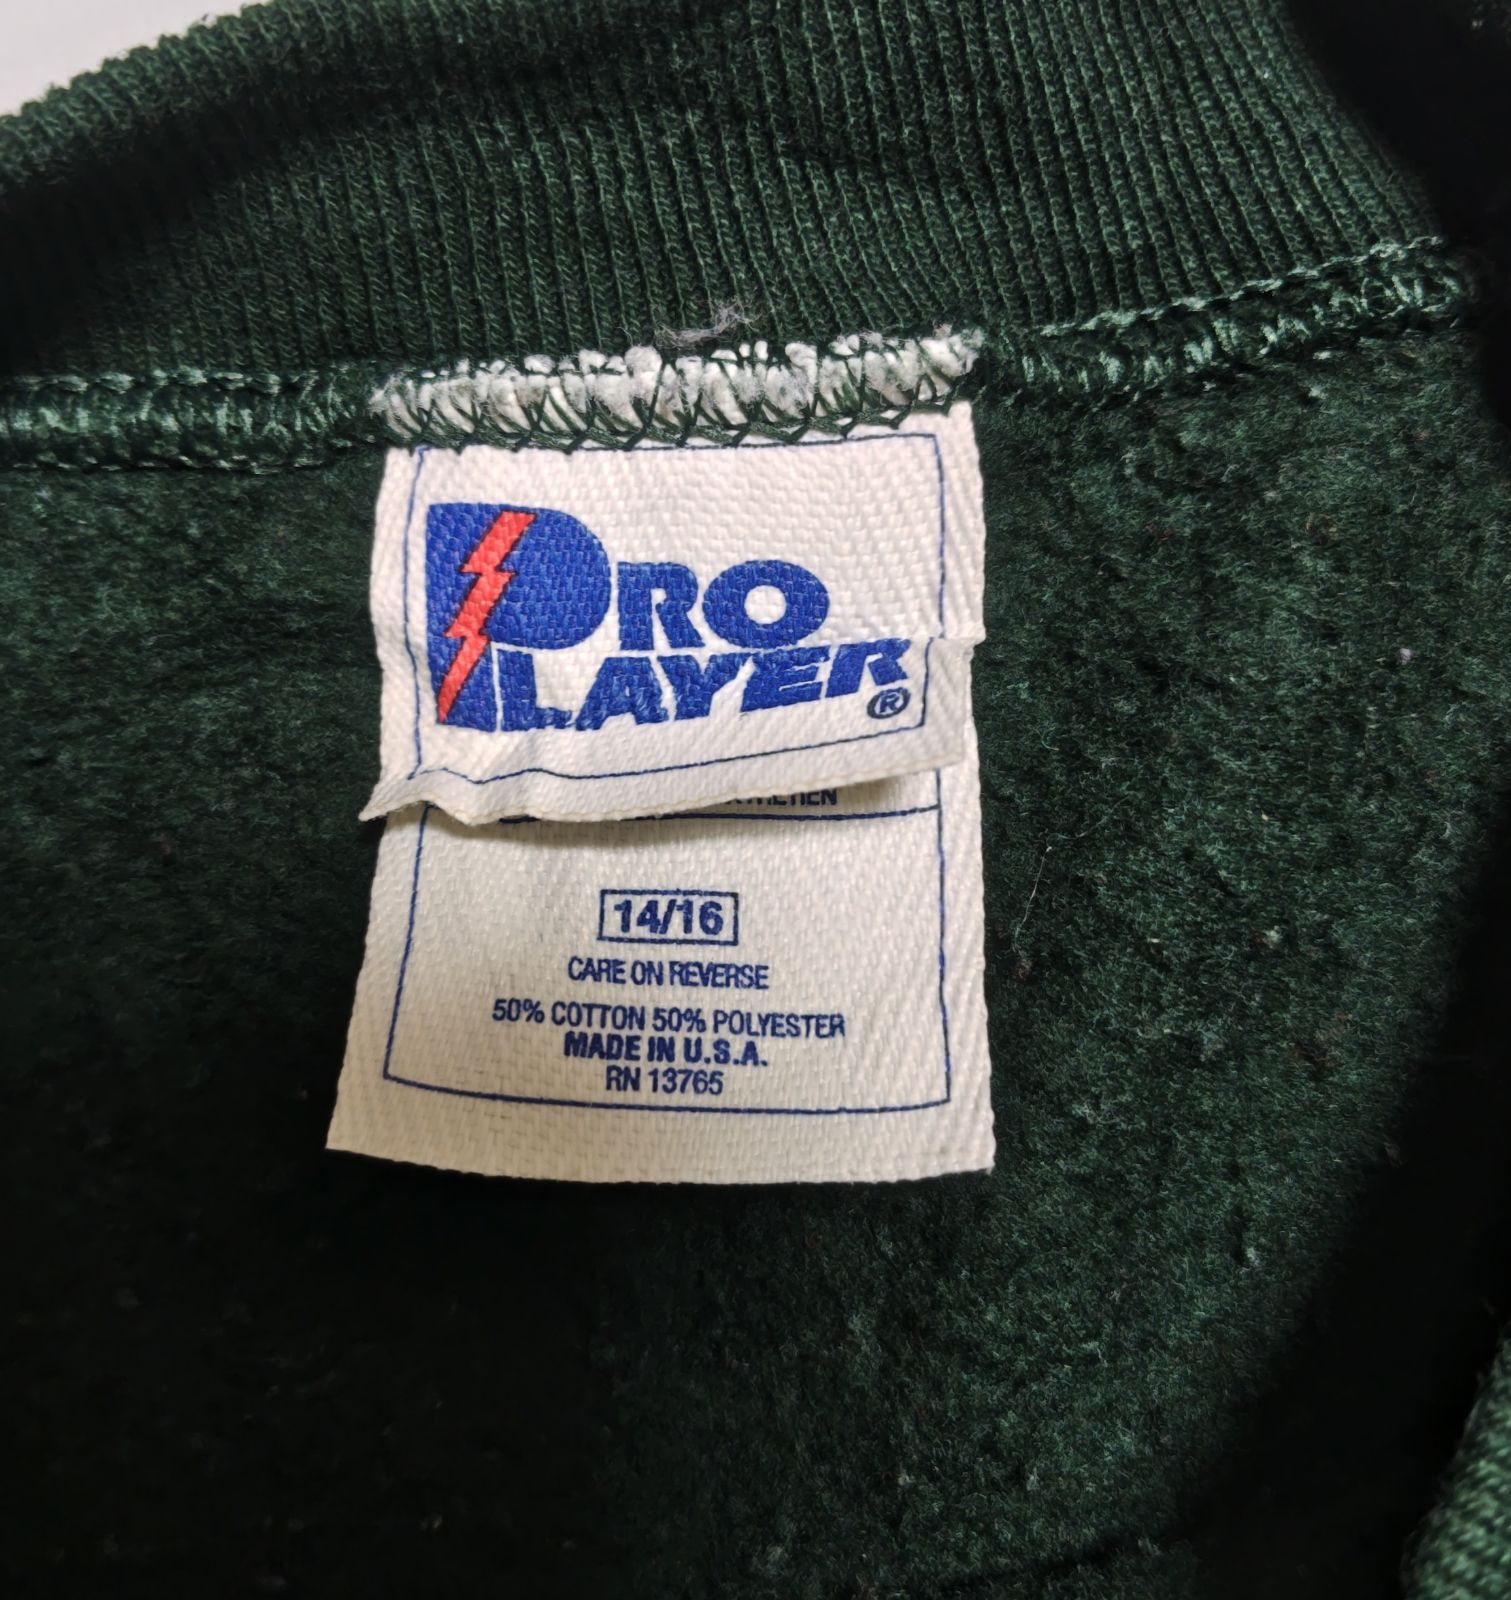 PRO
PLAYER
®
14/16
CARE ON REVERSE
50% COTTON 50% POLYESTER
MADE IN U.S.A.
RN 13765